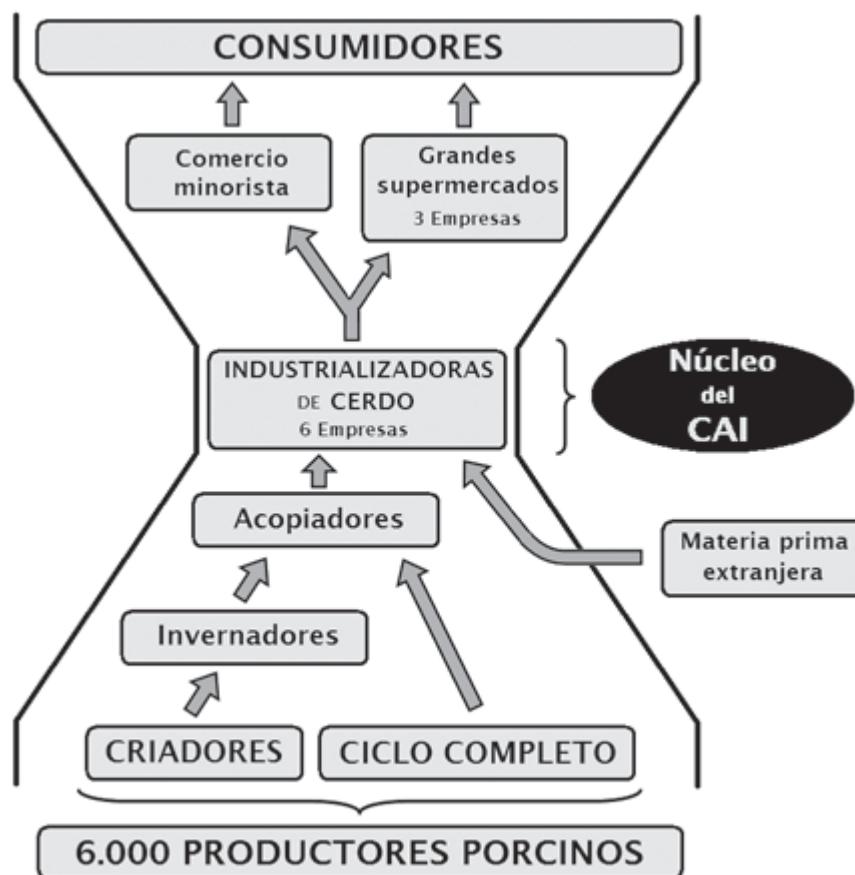 CONSUMIDORES
Comercio
minorista
Grandes
supermercados
3 Empresas
INDUSTRIALIZADORAS
DE CERDO
6 Empresas
Núcleo
del
CAI
Acopiadores
Materia prima
extranjera
Invernadores
CRIADORES
CICLO COMPLETO
6.000 PRODUCTORES PORCINOS